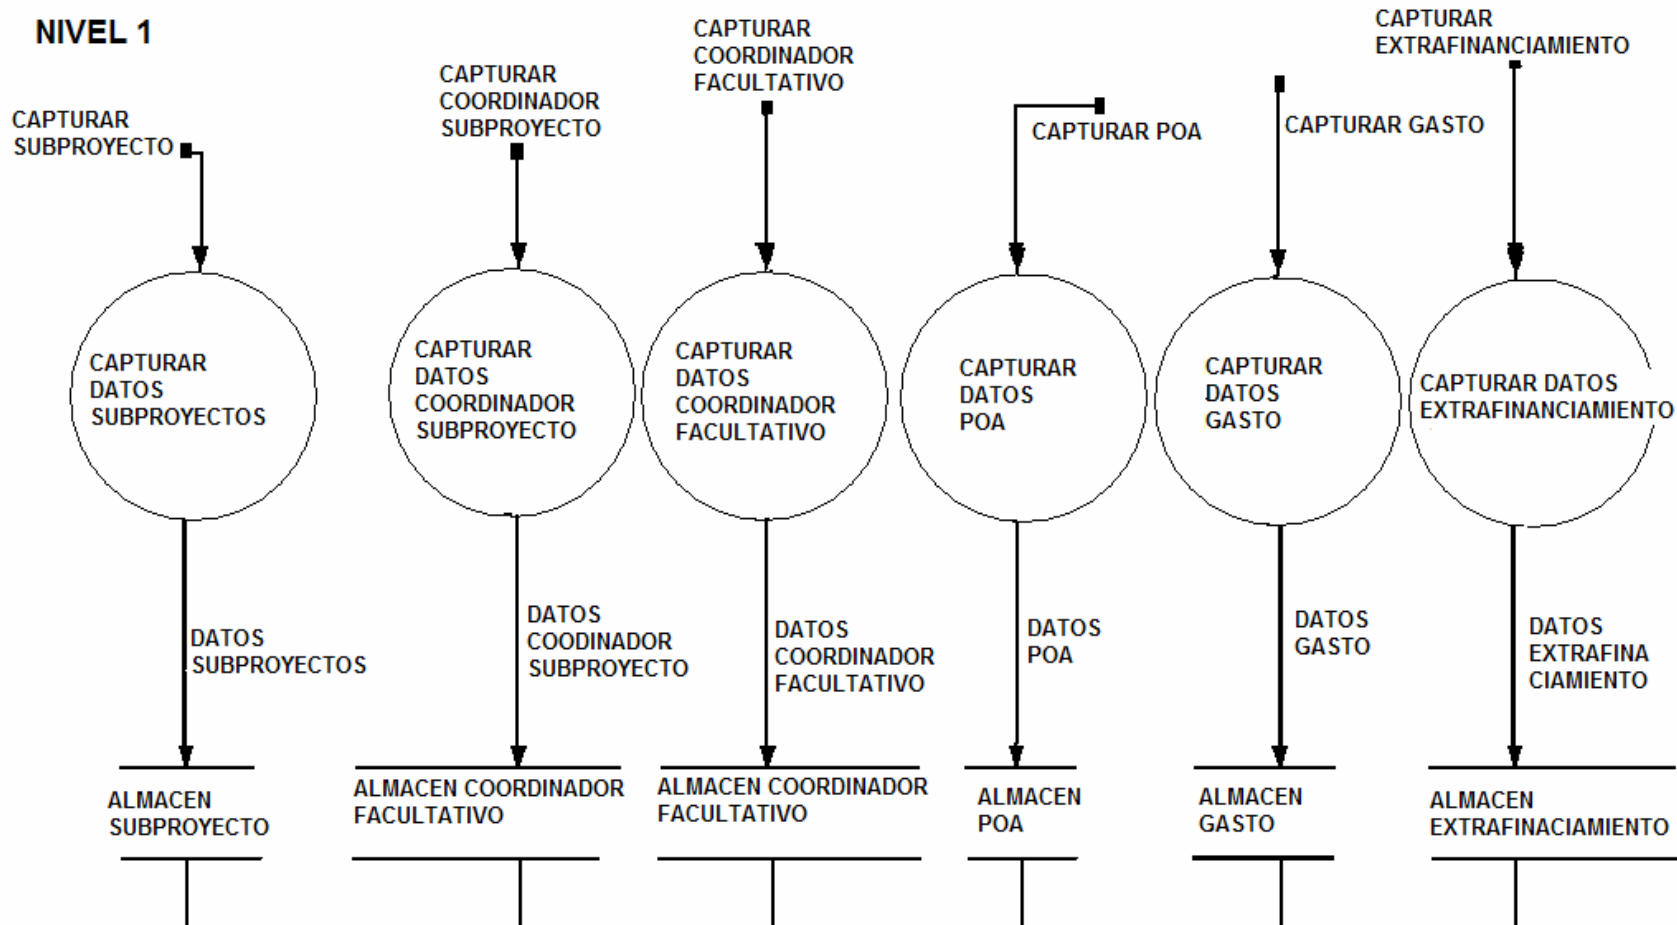 NIVEL 1
CAPTURAR
SUBPROYECTO
CAPTURAR
COORDINADOR
SUBPROYECTO
CAPTURAR
COORDINADOR
FACULTATIVO
CAPTURAR POA
CAPTURAR GASTO
CAPTURAR
EXTRAFINANCIAMIENTO
CAPTURAR
DATOS
SUBPROYECTOS
CAPTURAR
DATOS
COORDINADOR
SUBPROYECTO
CAPTURAR
DATOS
COORDINADOR
FACULTATIVO
CAPTURAR
DATOS
POA
CAPTURAR
DATOS
GASTO
CAPTURAR DATOS
EXTRAFINANCIAMIENTO
DATOS
SUBPROYECTOS
DATOS
COODINADOR
SUBPROYECTO
DATOS
COORDINADOR
FACULTATIVO
DATOS
POA
DATOS
GASTO
DATOS
EXTRAFINA
CIAMIENTO
ALMACEN
SUBPROYECTO
ALMACEN COORDINADOR
FACULTATIVO
ALMACEN COORDINADOR
FACULTATIVO
ALMACEN
POA
ALMACEN
GASTO
ALMACEN
EXTRAFINACIAMIENTO